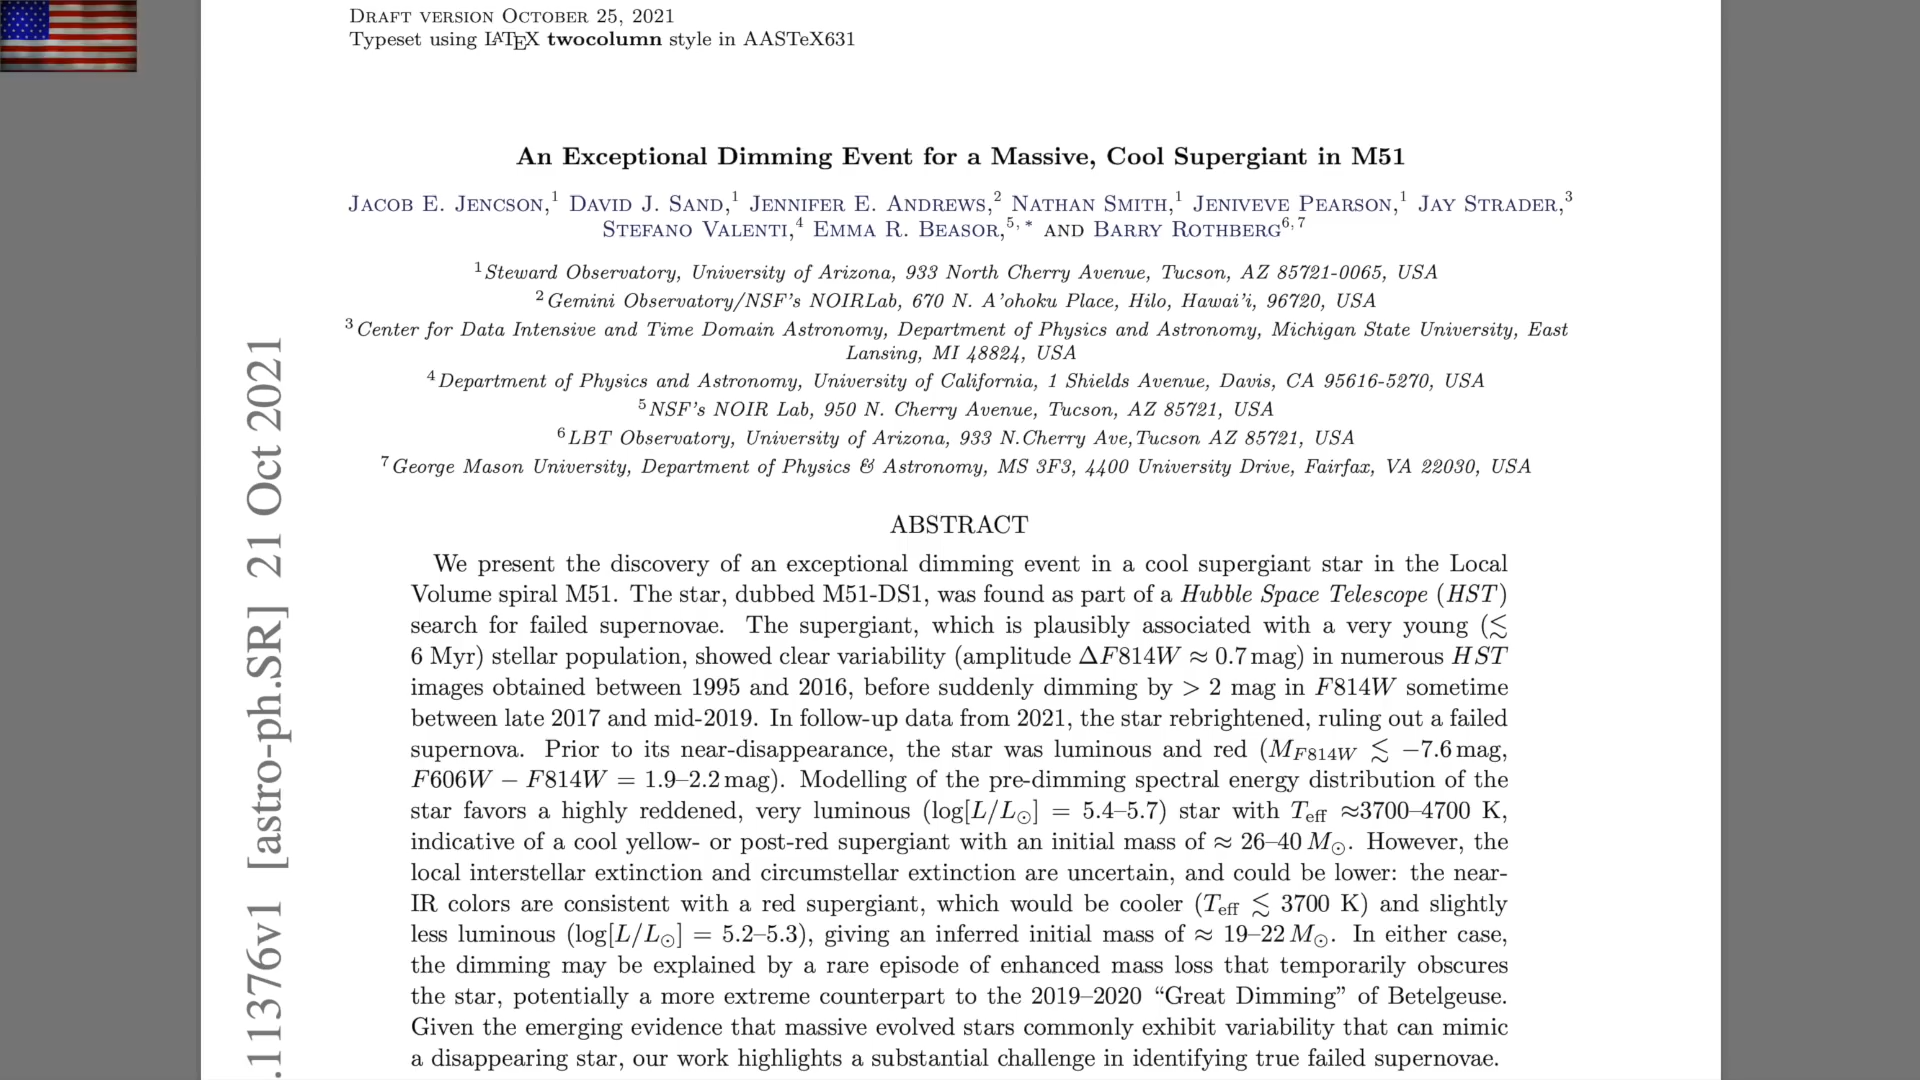 DRAFT VERSION OCTOBER 25, 2021
Typeset using LATEX twocolumn style in AASTeX631
An Exceptional Dimming Event for a Massive, Cool Supergiant in M51
JACOB E. JENCSON,1 DAVID J. SAND,1 JENNIFER E. ANDREWS,2 NATHAN SMITH,1 JENIVEVE PEARSON,1 JAY STRADER,3
STEFANO VALENTI,4 EMMA R. BEASOR,5, * AND BARRY ROTHBERG6, 7
1 Steward Observatory, University of Arizona, 933 North Cherry Avenue, Tucson, AZ 85721-0065, USA
2 Gemini Observatory/NSF's NOIRLab, 670 N. A'ohoku Place, Hilo, Hawai'i, 96720, USA
3 Center for Data Intensive and Time Domain Astronomy, Department of Physics and Astronomy, Michigan State University, East
Lansing, MI 48824, USA
4 Department of Physics and Astronomy, University of California, 1 Shields Avenue, Davis, CA 95616-5270, USA
5 NSF's NOIR Lab, 950 N. Cherry Avenue, Tucson, AZ 85721, USA
6 LBT Observatory, University of Arizona, 933 N.Cherry Ave,Tucson AZ 85721, USA
7 George Mason University, Department of Physics & Astronomy, MS 3F3, 4400 University Drive, Fairfax, VA 22030, USA
ABSTRACT
We present the discovery of an exceptional dimming event in a cool supergiant star in the Local
Volume spiral M51. The star, dubbed M51-DS1, was found as part of a Hubble Space Telescope (HST)
search for failed supernovae. The supergiant, which is plausibly associated with a very young (≲
6 Myr) stellar population, showed clear variability (amplitude ΔF814W ≈ 0.7 mag) in numerous HST
images obtained between 1995 and 2016, before suddenly dimming by > 2 mag in F814W sometime
between late 2017 and mid-2019. In follow-up data from 2021, the star rebrightened, ruling out a failed
supernova. Prior to its near-disappearance, the star was luminous and red (MF814W ≲ −7.6 mag,
F606W − F814W = 1.9–2.2 mag). Modelling of the pre-dimming spectral energy distribution of the
star favors a highly reddened, very luminous (log[L/L⊙] = 5.4–5.7) star with Teff ≈3700–4700 K,
indicative of a cool yellow- or post-red supergiant with an initial mass of ≈ 26–40 M⊙. However, the
local interstellar extinction and circumstellar extinction are uncertain, and could be lower: the near-
IR colors are consistent with a red supergiant, which would be cooler (Teff ≲ 3700 K) and slightly
less luminous (log[L/L⊙] = 5.2–5.3), giving an inferred initial mass of ≈ 19–22 M⊙. In either case,
the dimming may be explained by a rare episode of enhanced mass loss that temporarily obscures
the star, potentially a more extreme counterpart to the 2019–2020 “Great Dimming” of Betelgeuse.
Given the emerging evidence that massive evolved stars commonly exhibit variability that can mimic
a disappearing star, our work highlights a substantial challenge in identifying true failed supernovae.
.11376v1 [astro-ph.SR] 21 Oct 2021